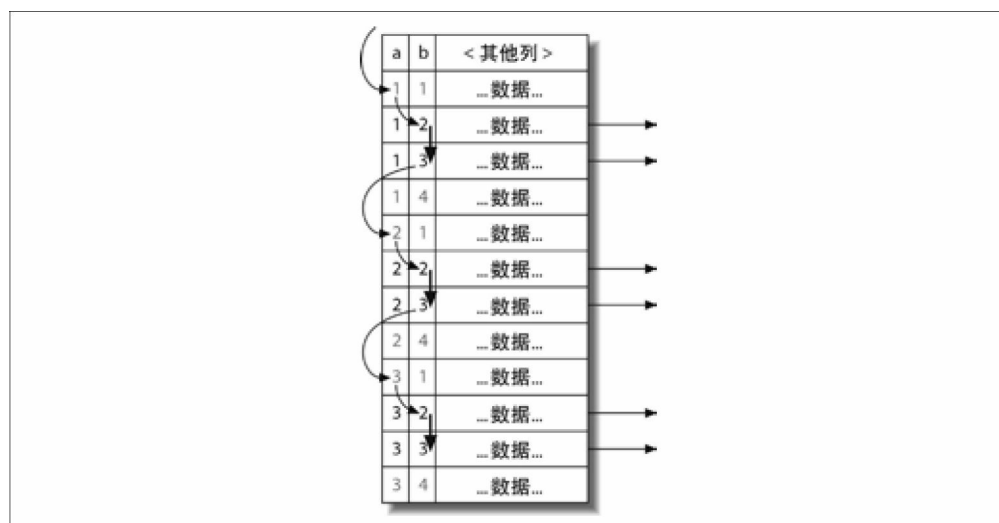 a b <其他列>
1 1 ...数据...
1 2 ...数据...
1 3 ...数据...
1 4 ...数据...
2 1 ...数据...
2 2 ...数据...
2 3 ...数据...
2 4 ...数据...
3 1 ...数据...
3 2 ...数据...
3 3 ...数据...
3 4 ...数据...